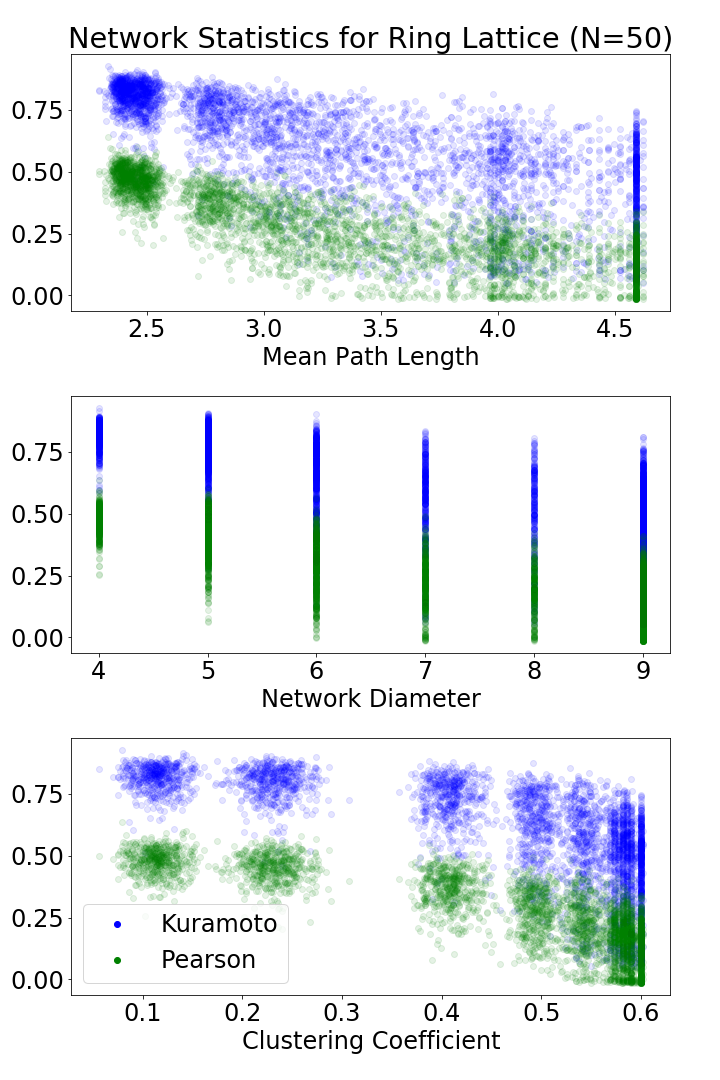 Network Statistics for Ring Lattice (N=50)
0.75
0.50
0.25
0.00
2.5 3.0 3.5 4.0 4.5
Mean Path Length
0.75
0.50
0.25
0.00
4 5 6 7 8 9
Network Diameter
0.75
0.50
0.25
0.00
Kuramoto
Pearson
0.1 0.2 0.3 0.4 0.5 0.6
Clustering Coefficient